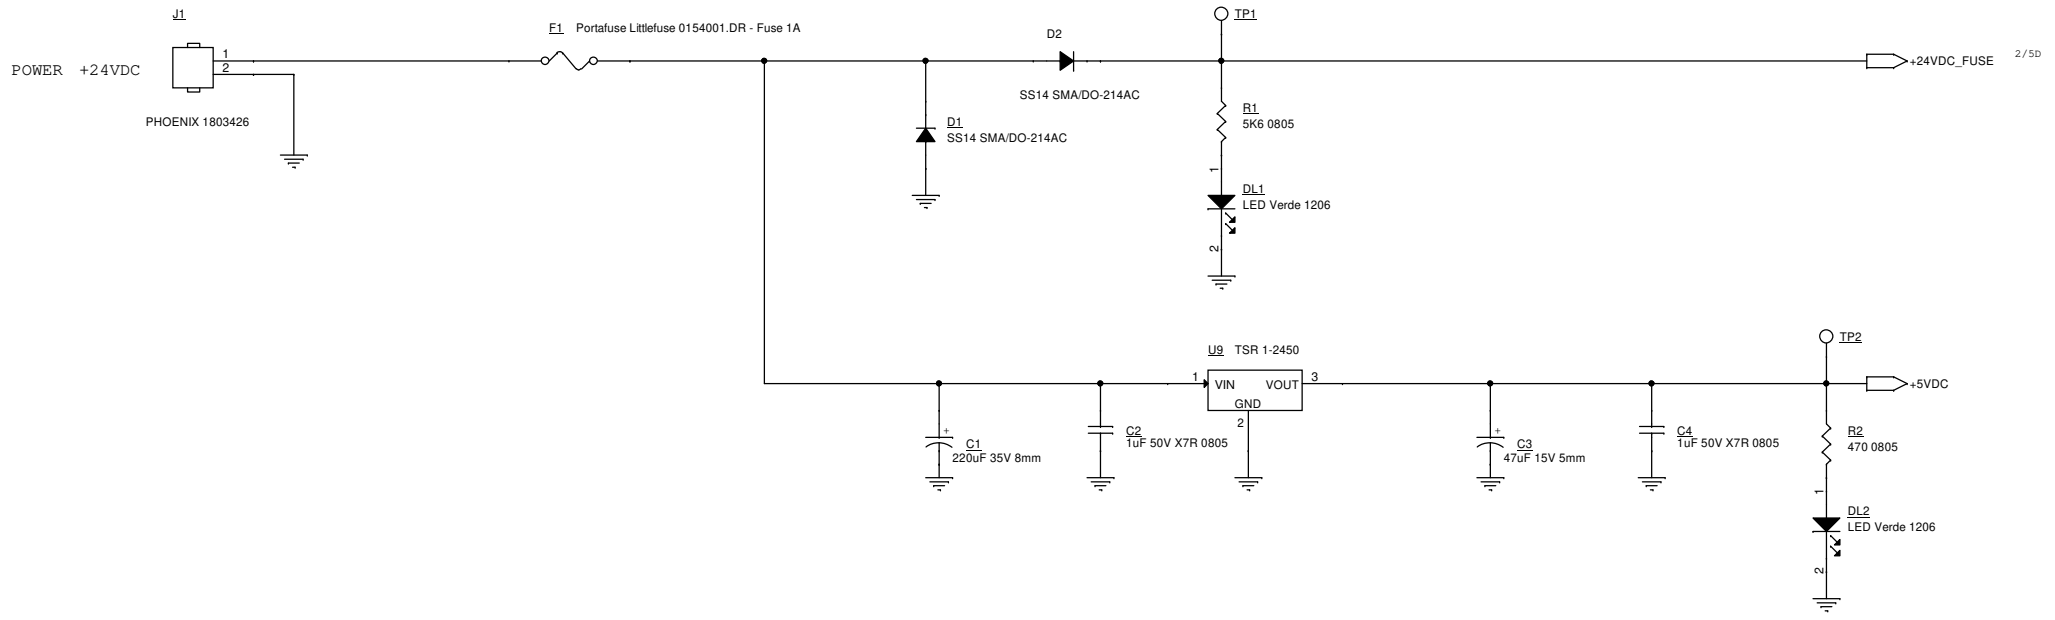 J1
F1 Portafuse Littlefuse 0154001.DR - Fuse 1A
TP1
D2
1
2
POWER +24VDC
+24VDC_FUSE
2/5D
SS14 SMA/DO-214AC
PHOENIX 1803426
R1
5K6 0805
D1
SS14 SMA/DO-214AC
1
DL1
LED Verde 1206
2
TP2
U9 TSR 1-2450
1
VIN
VOUT
3
GND
2
+5VDC
+
C1
220uF 35V 8mm
C2
1uF 50V X7R 0805
+
C3
47uF 15V 5mm
C4
1uF 50V X7R 0805
R2
470 0805
1
DL2
LED Verde 1206
2